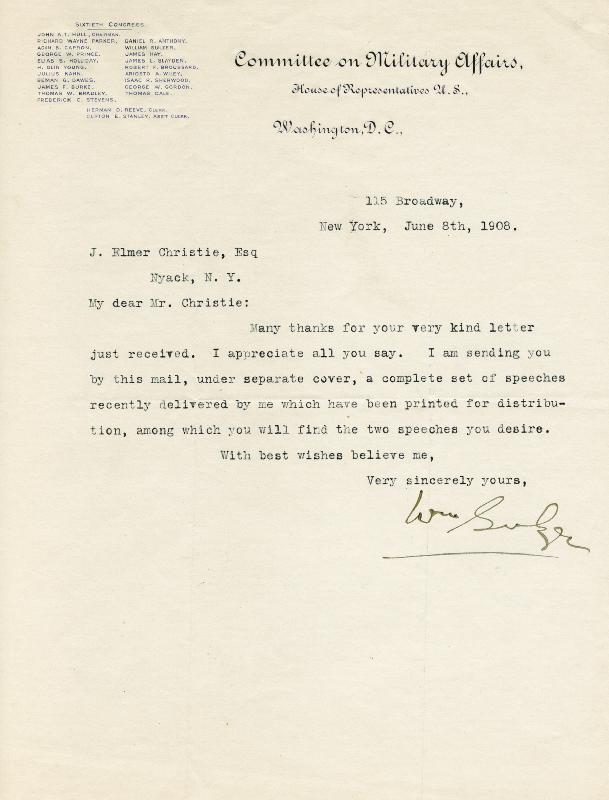 SIXTIETH CONGRESS.
JOHN A.T. HULL, CHAIRMAN.
RICHARD WAYNE PARKER, DANIEL R. ANTHONY,
ADIN B. CAPRON, WILLIAM SULZER,
GEORGE W. PRINCE, JAMES HAY,
ELIAS S. HOLLIDAY, JAMES L. SLAYDEN,
H. OLIN YOUNG, ROBERT F. BROUSSARD,
JULIUS KAHN, ARIOSTO A. WILEY,
BEMAN G. DAWES, ISAAC R. SHERWOOD,
JAMES F. BURKE, GEORGE W. GORDON,
THOMAS W. BRADLEY, THOMAS CALE.
FREDERICK C. STEVENS,
HERMAN D. REEVE, CLERK.
CLIFTON E. STANLEY, ASS'T CLERK.
Committee on Military Affairs,
House of Representatives U. S.,
Washington, D. C.,
115 Broadway,
New York, June 8th, 1908.
J. Elmer Christie, Esq
Nyack, N. Y.
My dear Mr. Christie:
Many thanks for your very kind letter
just received. I appreciate all you say. I am sending you
by this mail, under separate cover, a complete set of speeches
recently delivered by me which have been printed for distribu-
tion, among which you will find the two speeches you desire.
With best wishes believe me,
Very sincerely yours,
Wm Sulzer